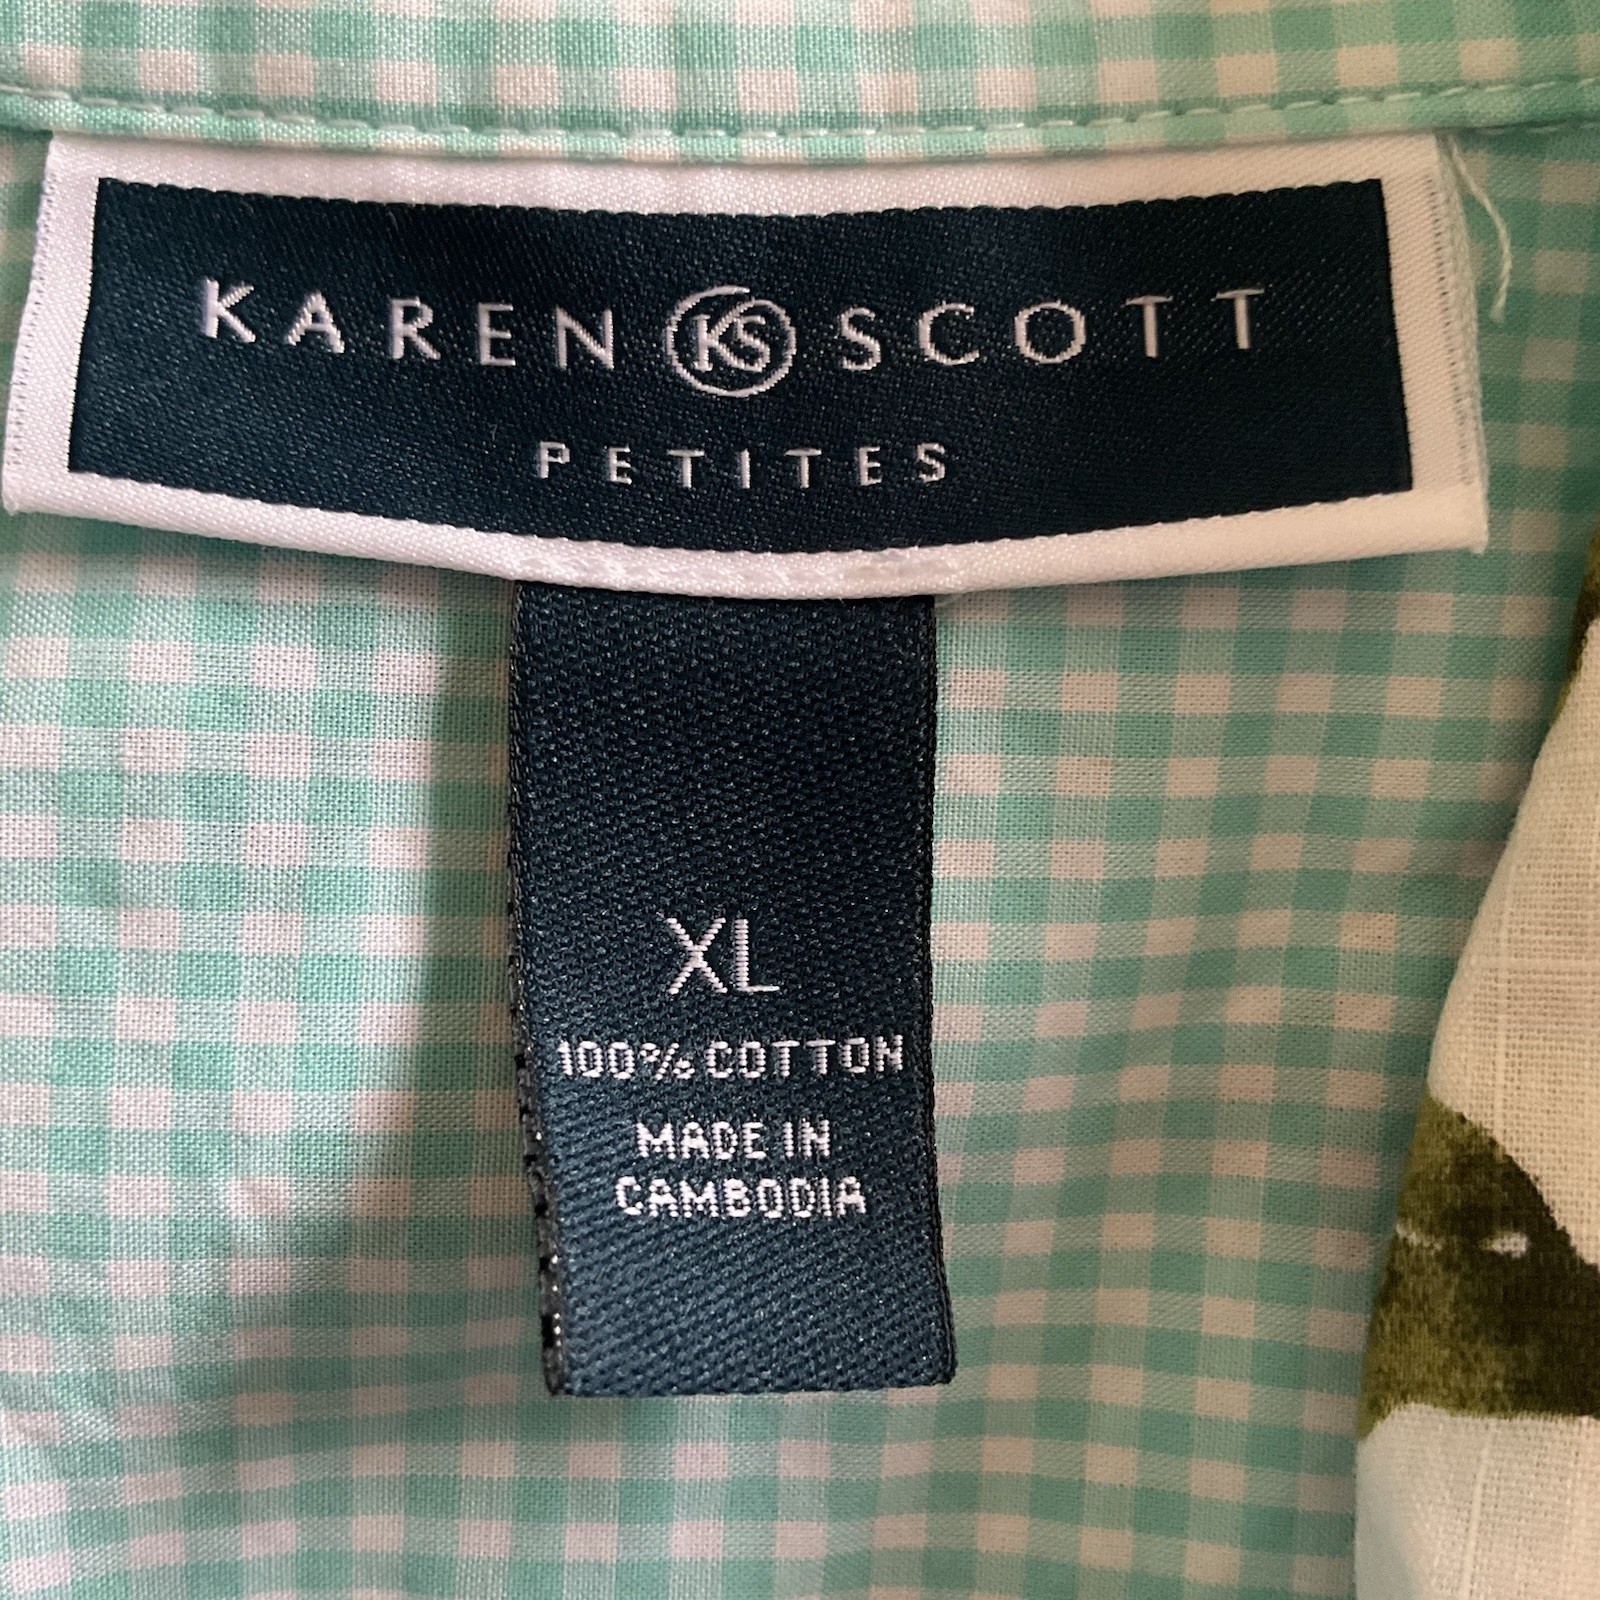 KAREN KS SCOTT
PETITES
XL
100% COTTON
MADE IN
CAMBODIA